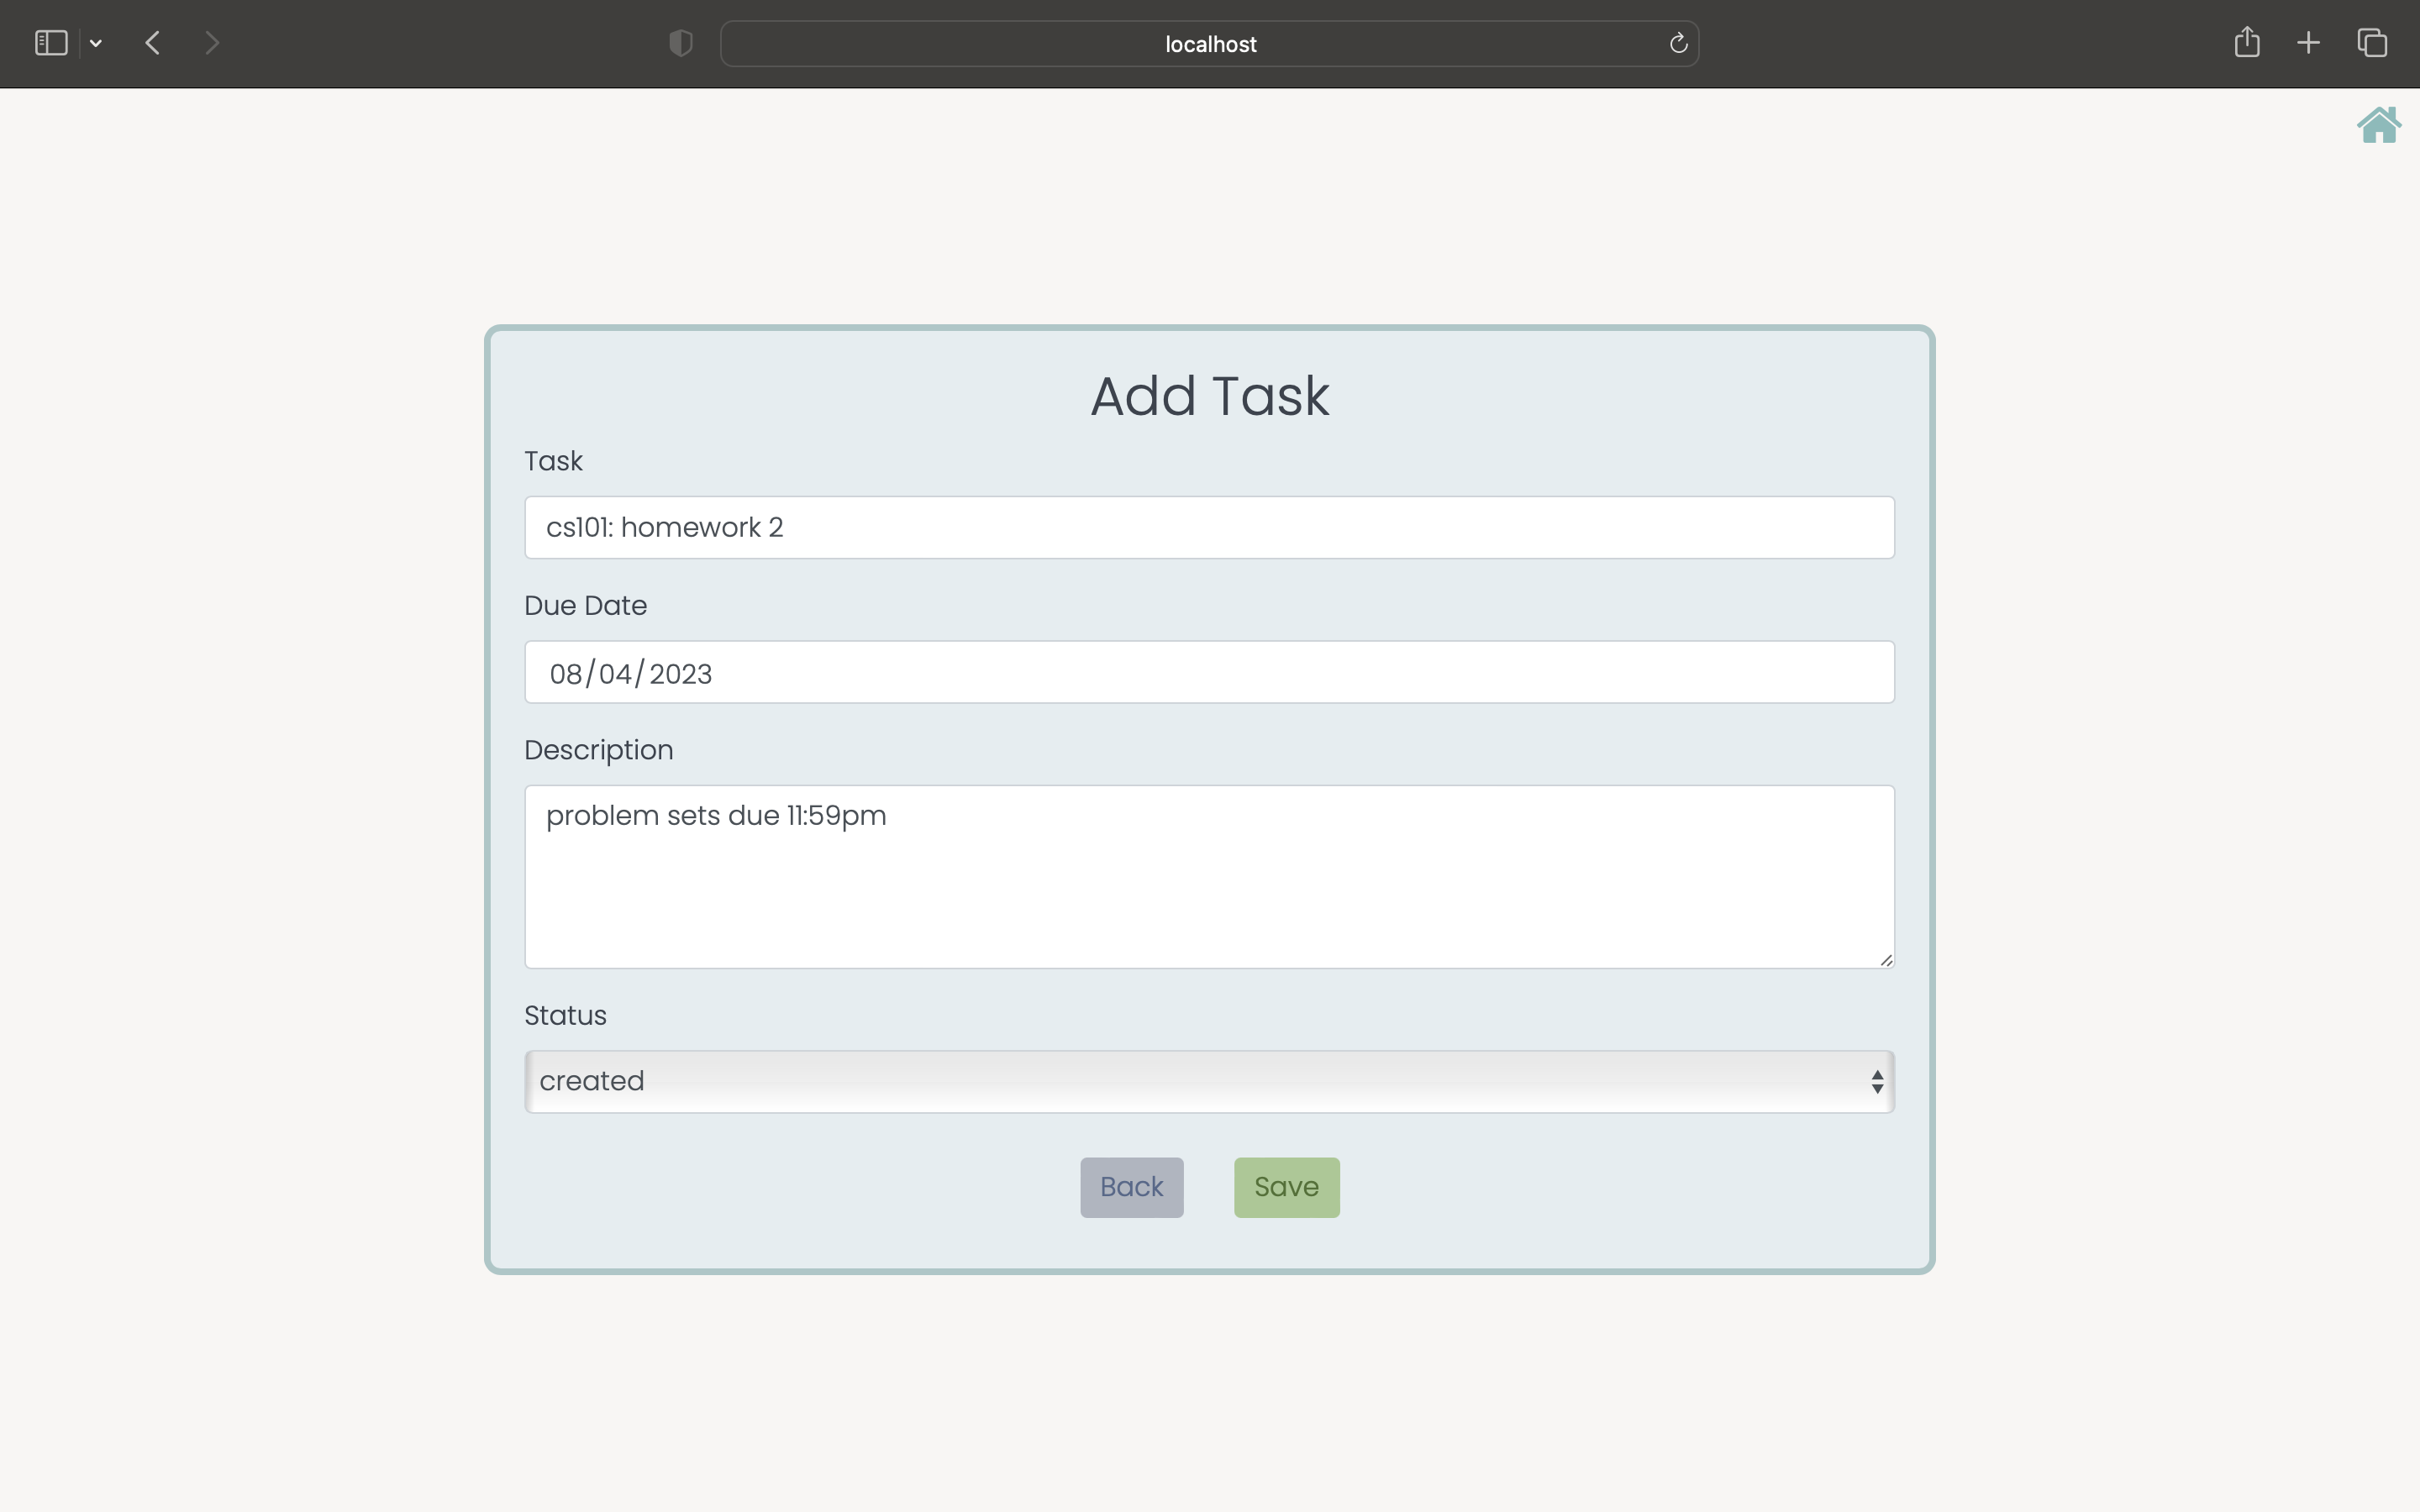 localhost
Add Task
Task
cs101: homework 2
Due Date
08/04/2023
Description
problem sets due 11:59pm
Status
created
Back Save